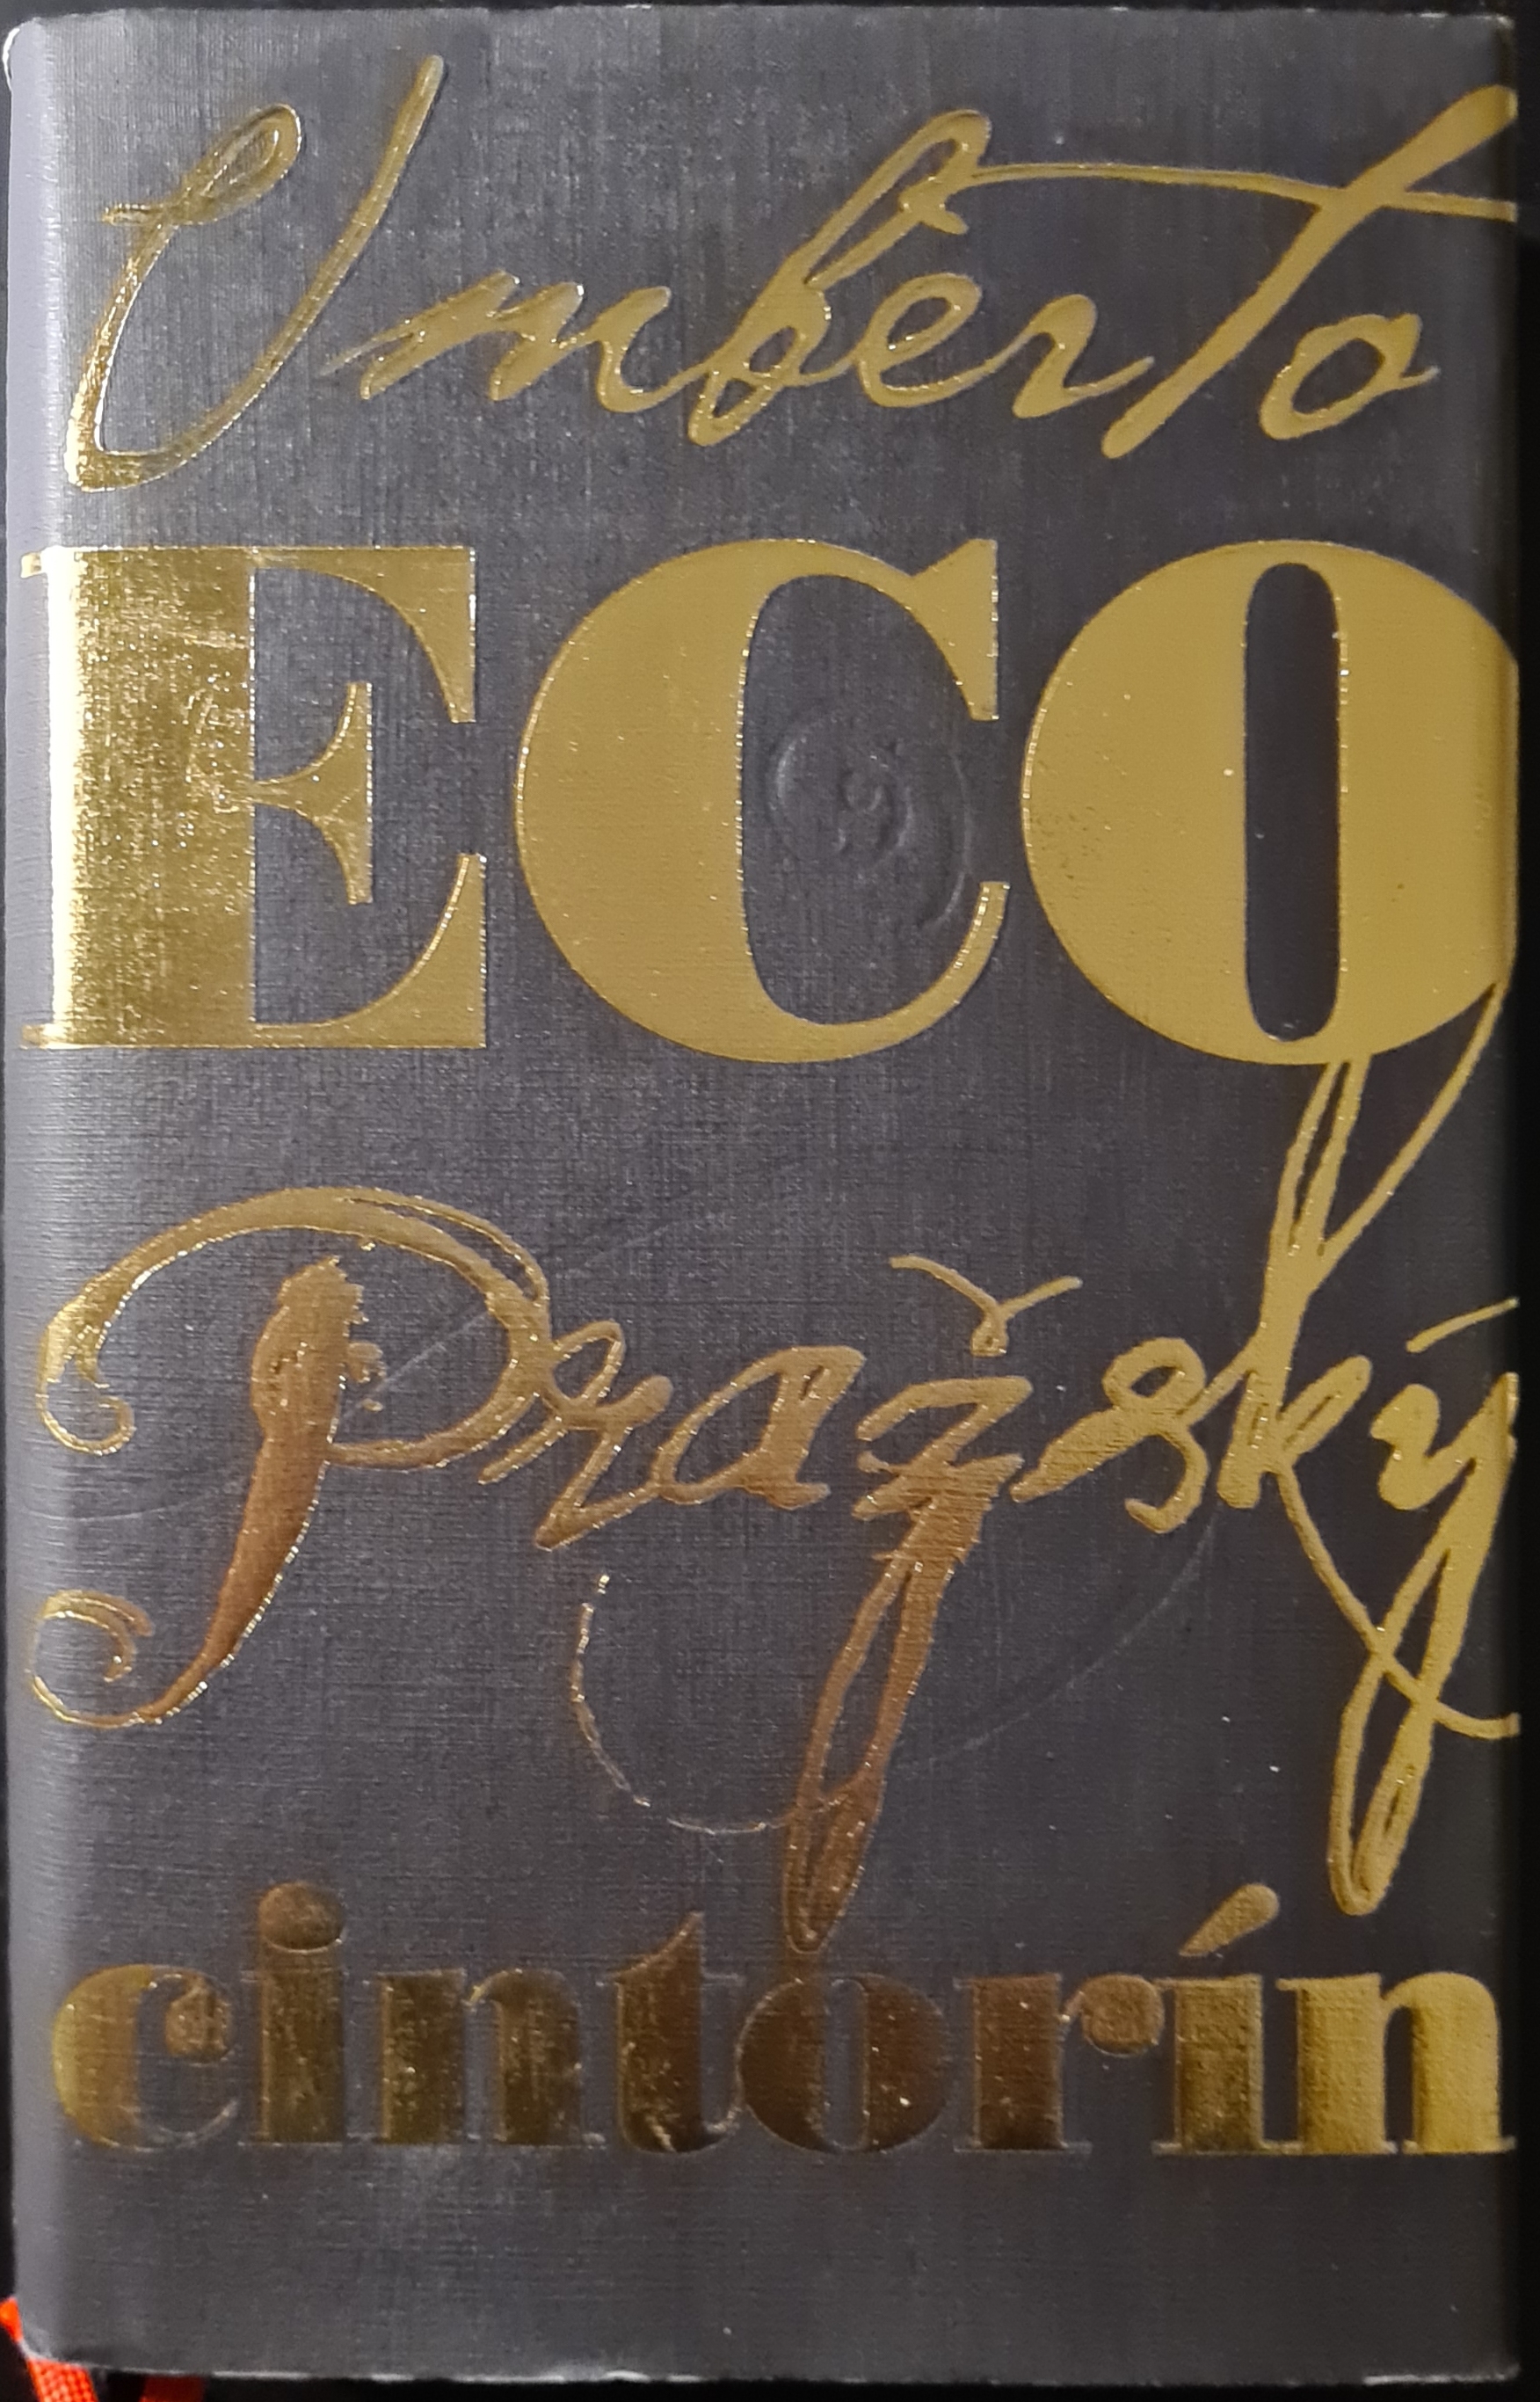 Umberto
ECO
Pražský
cintorín